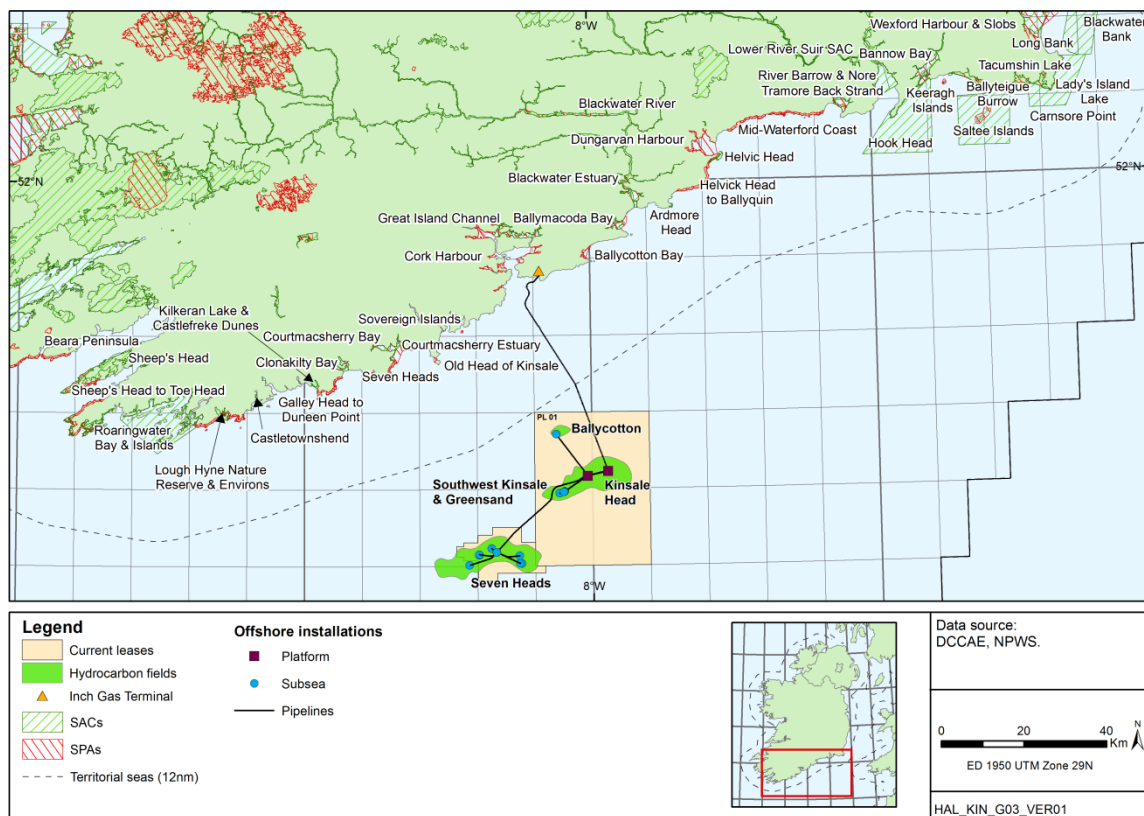 8°W
Wexford Harbour & Slobs
Blackwater
Bank
Long Bank
Lower River Suir SAC
Bannow Bay
Tacumshin Lake
River Barrow & Nore
Tramore Back Strand
Keeragh
Islands
Ballyteigue
Burrow
Lady's Island
Lake
Carnsore Point
Saltee Islands
Blackwater River
Mid-Waterford Coast
Hook Head
Dungarvan Harbour
Helvic Head
52°N
52°N
Blackwater Estuary
Helvick Head
to Ballyquin
Great Island Channel
Ballymacoda Bay
Ardmore
Head
Cork Harbour
Ballycotton Bay
Kilkeran Lake &
Castlefreke Dunes
Sovereign Islands
Beara Peninsula
Courtmacsherry Bay
Courtmacsherry Estuary
Sheep's Head
Clonakilty Bay
Old Head of Kinsale
Seven Heads
Sheep's Head to Toe Head
Galley Head to
Duneen Point
Roaringwater
Bay & Islands
Castletownshend
Lough Hyne Nature
Reserve & Environs
PL 01
Ballycotton
Southwest Kinsale
& Greensand
Kinsale
Head
Seven Heads
8°W
Legend
Current leases
Hydrocarbon fields
Inch Gas Terminal
SACs
SPAs
Territorial seas (12nm)
Offshore installations
Platform
Subsea
Pipelines
Data source:
DCCAE, NPWS.
0 20 40
Km
N
ED 1950 UTM Zone 29N
HAL_KIN_G03_VER01